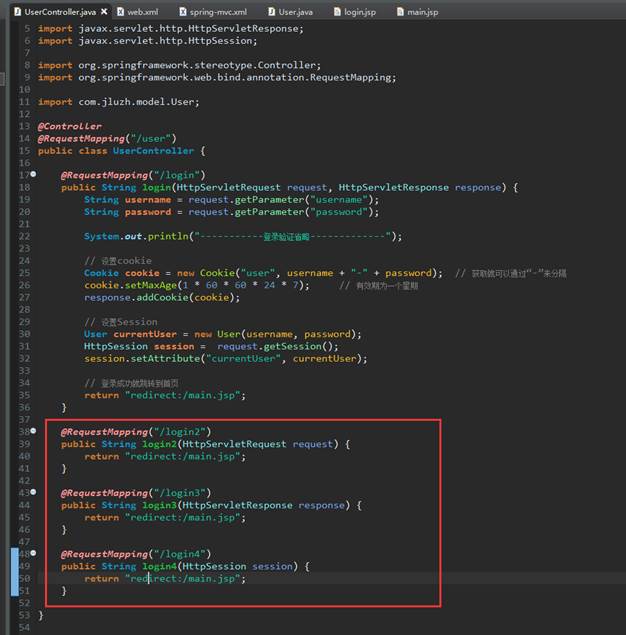 UserController.java web.xml spring-mvc.xml User.java login.jsp main.jsp
5 import javax.servlet.http.HttpServletResponse;
6 import javax.servlet.http.HttpSession;
7
8 import org.springframework.stereotype.Controller;
9 import org.springframework.web.bind.annotation.RequestMapping;
10
11 import com.jluzh.model.User;
12
13 @Controller
14 @RequestMapping("/user")
15 public class UserController {
16
17 @RequestMapping("/login")
18 public String login(HttpServletRequest request, HttpServletResponse response) {
19 String username = request.getParameter("username");
20 String password = request.getParameter("password");
21
22 System.out.println("-----------登录验证省略-------------");
23
24 // 设置cookie
25 Cookie cookie = new Cookie("user", username + "-" + password); // 获取就可以通过“-”来分隔
26 cookie.setMaxAge(1 * 60 * 60 * 24 * 7); // 有效期为一个星期
27 response.addCookie(cookie);
28
29 // 设置Session
30 User currentUser = new User(username, password);
31 HttpSession session = request.getSession();
32 session.setAttribute("currentUser", currentUser);
33
34 // 登录成功就跳转到首页
35 return "redirect:/main.jsp";
36 }
37
38 @RequestMapping("/login2")
39 public String login2(HttpServletRequest request) {
40 return "redirect:/main.jsp";
41 }
42
43 @RequestMapping("/login3")
44 public String login3(HttpServletResponse response) {
45 return "redirect:/main.jsp";
46 }
47
48 @RequestMapping("/login4")
49 public String login4(HttpSession session) {
50 return "redirect:/main.jsp";
51 }
52
53 }
54